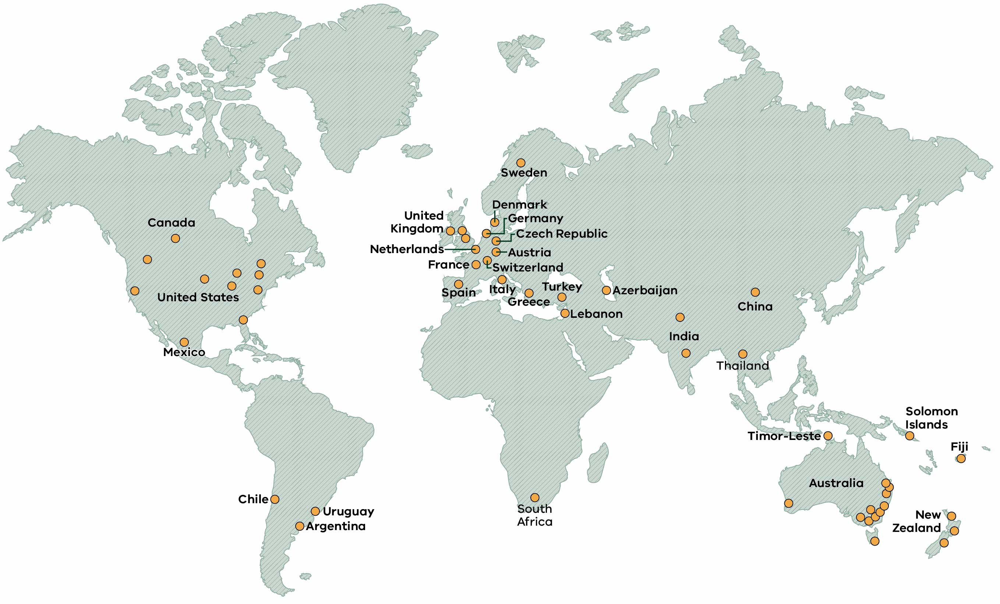 Sweden
Denmark
United
Kingdom
Germany
Canada
Czech Republic
Netherlands
Austria
France
Switzerland
Spain
Italy
Turkey
Azerbaijan
United States
Greece
China
Lebanon
India
Mexico
Thailand
Solomon
Islands
Timor-Leste
Fiji
Australia
Chile
Uruguay
South
Africa
New
Zealand
Argentina